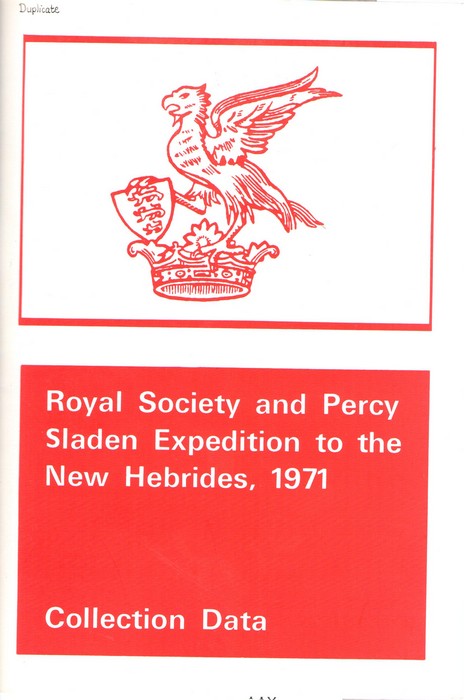 Duplicate
Royal Society and Percy
Sladen Expedition to the
New Hebrides, 1971
Collection Data